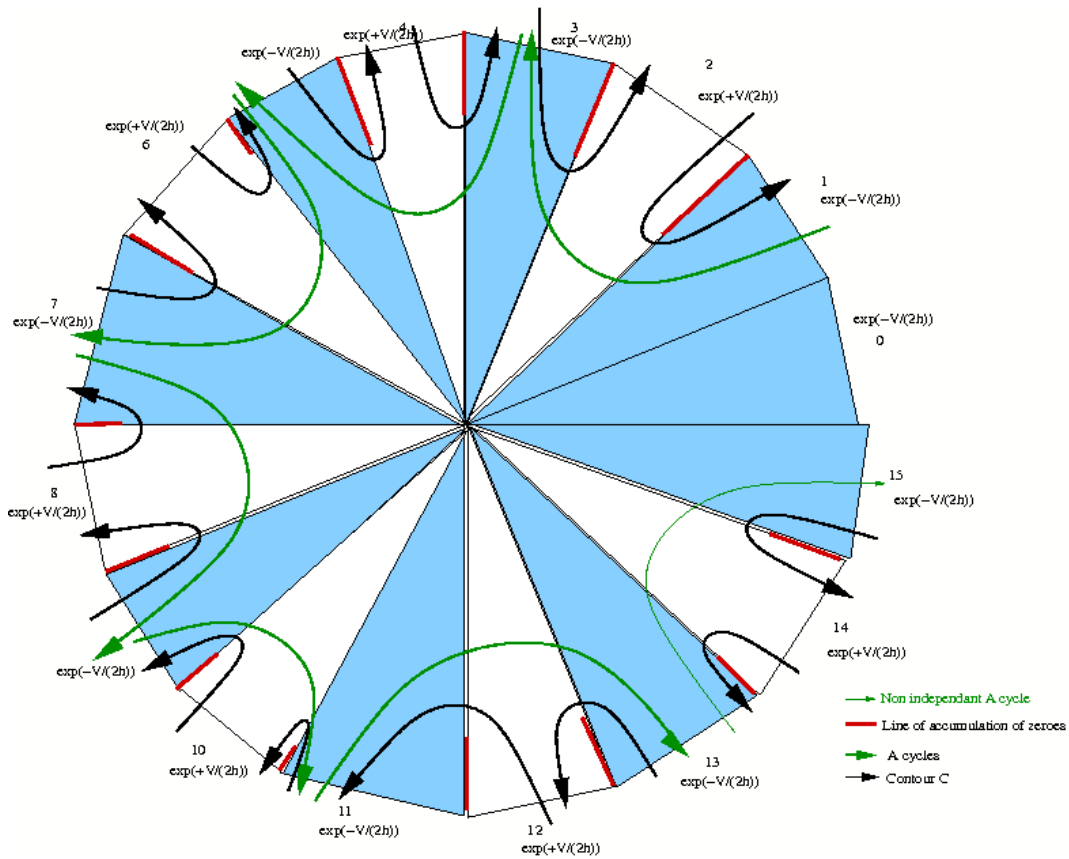 4
exp(+V/(2h))
3
exp(−V/(2h))
exp(−V/(2h))
2
exp(+V/(2h))
exp(+V/(2h))
6
1
exp(−V/(2h))
7
exp(−V/(2h))
exp(−V/(2h))
0
8
exp(+V/(2h))
15
exp(−V/(2h))
14
exp(+V/(2h))
exp(−V/(2h))
Non independant A cycle
Line of accumulation of zeroes
A cycles
Contour C
10
exp(+V/(2h))
13
exp(−V/(2h))
11
exp(−V/(2h))
12
exp(+V/(2h))